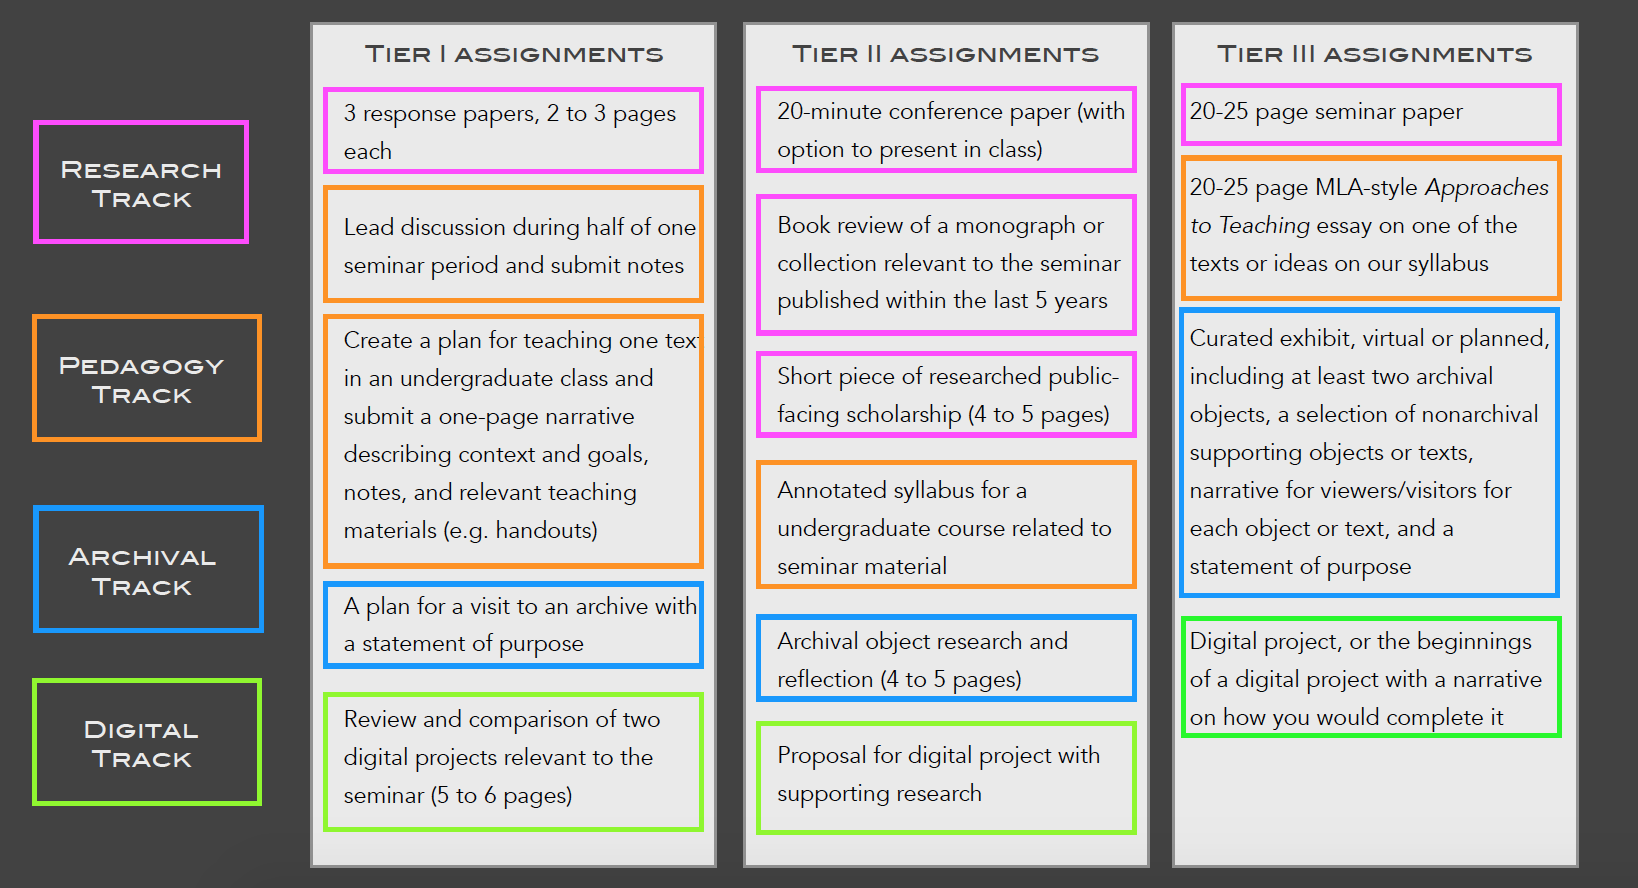 RESEARCH
TRACK
PEDAGOGY
TRACK
ARCHIVAL
TRACK
DIGITAL
TRACK
TIER I ASSIGNMENTS
3 response papers, 2 to 3 pages
each
Lead discussion during half of one
seminar period and submit notes
Create a plan for teaching one text
in an undergraduate class and
submit a one-page narrative
describing context and goals,
notes, and relevant teaching
materials (e.g. handouts)
A plan for a visit to an archive with
a statement of purpose
Review and comparison of two
digital projects relevant to the
seminar (5 to 6 pages)
TIER II ASSIGNMENTS
20-minute conference paper (with
option to present in class)
Book review of a monograph or
collection relevant to the seminar
published within the last 5 years
Short piece of researched public-
facing scholarship (4 to 5 pages)
Annotated syllabus for a
undergraduate course related to
seminar material
Archival object research and
reflection (4 to 5 pages)
Proposal for digital project with
supporting research
TIER III ASSIGNMENTS
20-25 page seminar paper
20-25 page MLA-style Approaches
to Teaching essay on one of the
texts or ideas on our syllabus
Curated exhibit, virtual or planned,
including at least two archival
objects, a selection of nonarchival
supporting objects or texts,
narrative for viewers/visitors for
each object or text, and a
statement of purpose
Digital project, or the beginnings
of a digital project with a narrative
on how you would complete it